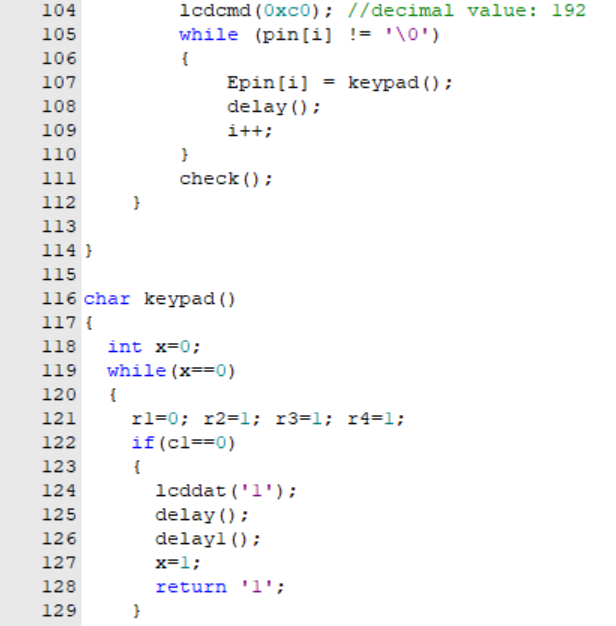 104 lcdcmd(0xc0); //decimal value: 192
105 while (pin[i] != '\0')
106 {
107 Epin[i] = keypad();
108 delay();
109 i++;
110 }
111 check();
112 }
113
114 }
115
116 char keypad()
117 {
118 int x=0;
119 while(x==0)
120 {
121 r1=0; r2=1; r3=1; r4=1;
122 if(c1==0)
123 {
124 lcddat('1');
125 delay();
126 delay1();
127 x=1;
128 return '1';
129 }